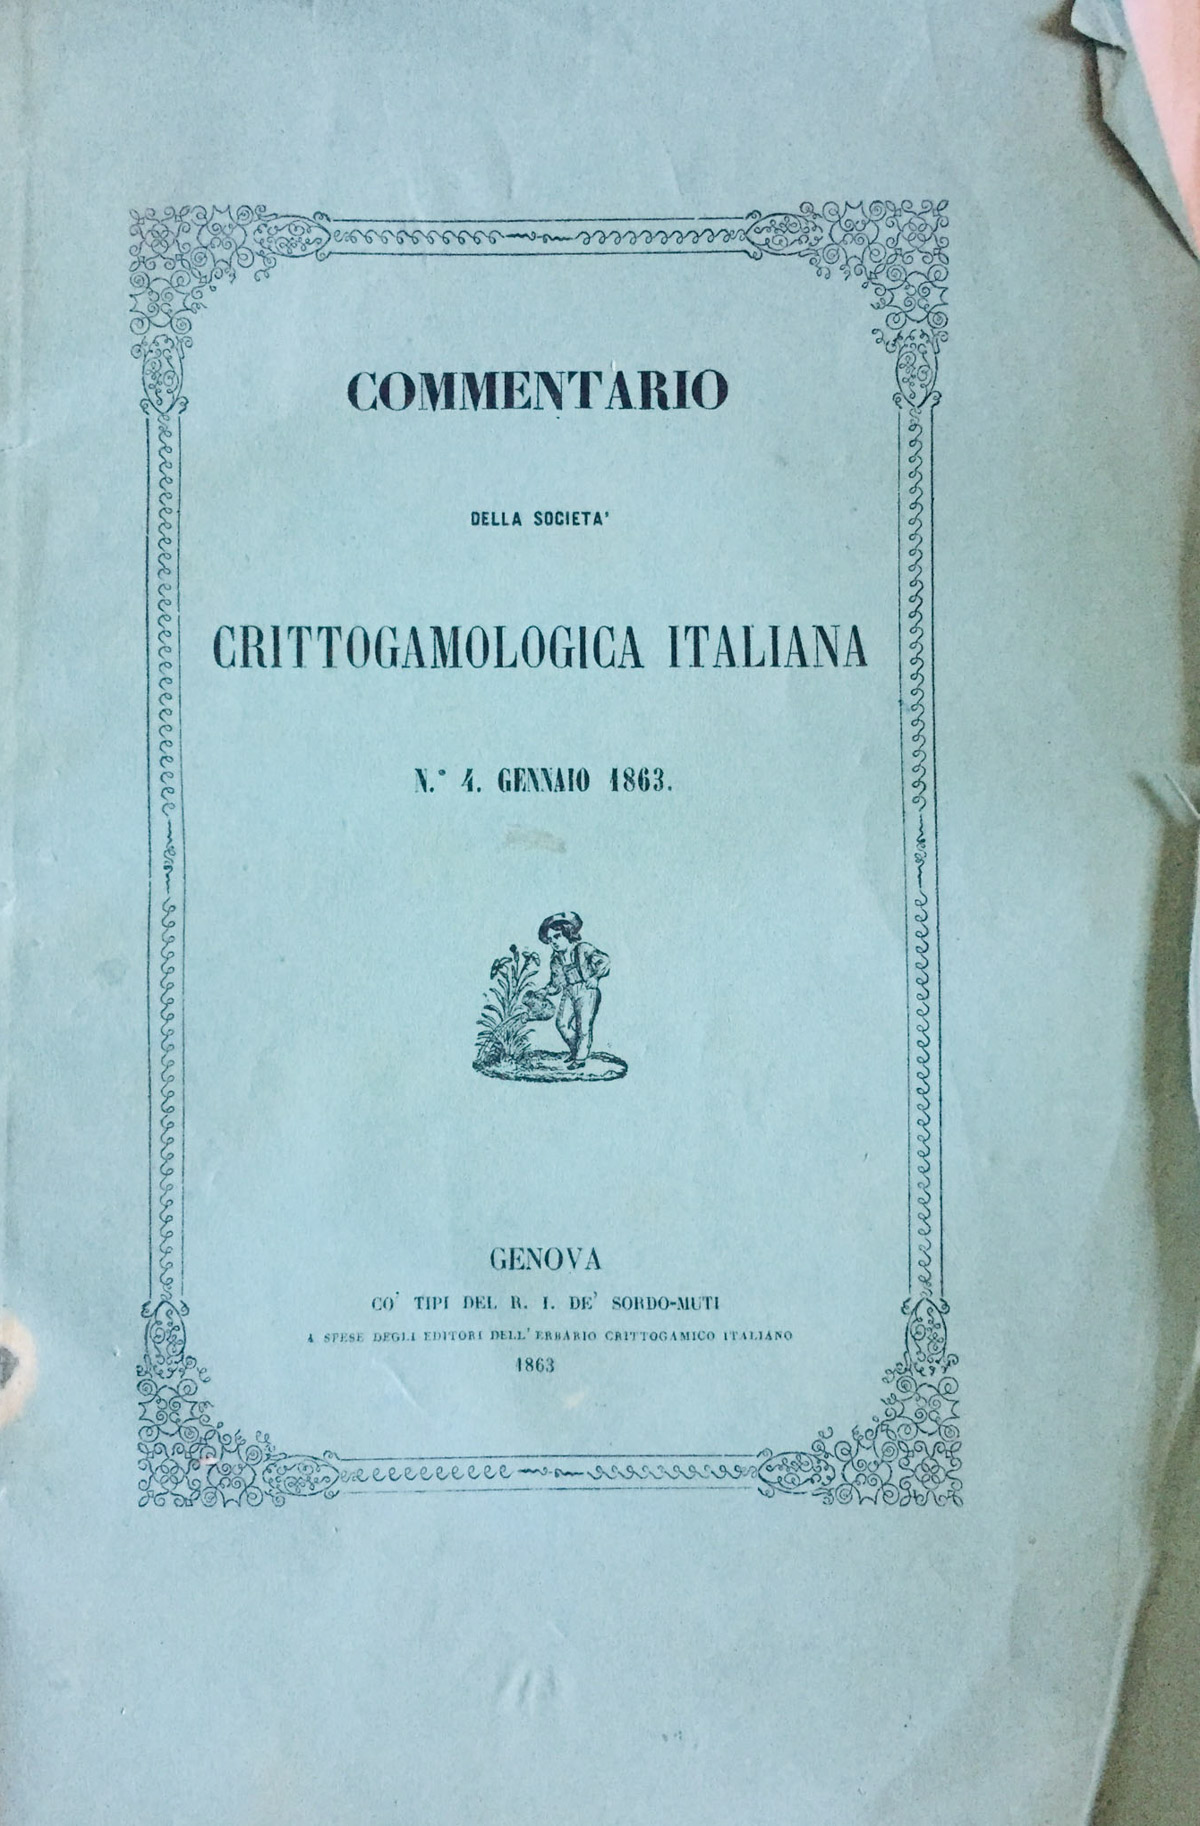 COMMENTARIO
DELLA SOCIETA'
CRITTOGAMOLOGICA ITALIANA
N.° 4. GENNAIO 1863.
GENOVA
CO' TIPI DEL R. I. DE' SORDO-MUTI
A SPESE DEGLI EDITORI DELL' ERBARIO CRITTOGAMICO ITALIANO
1863